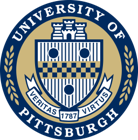 UNIVERSITY OF
PITTSBURGH
VERITAS 1787 VIRTUS